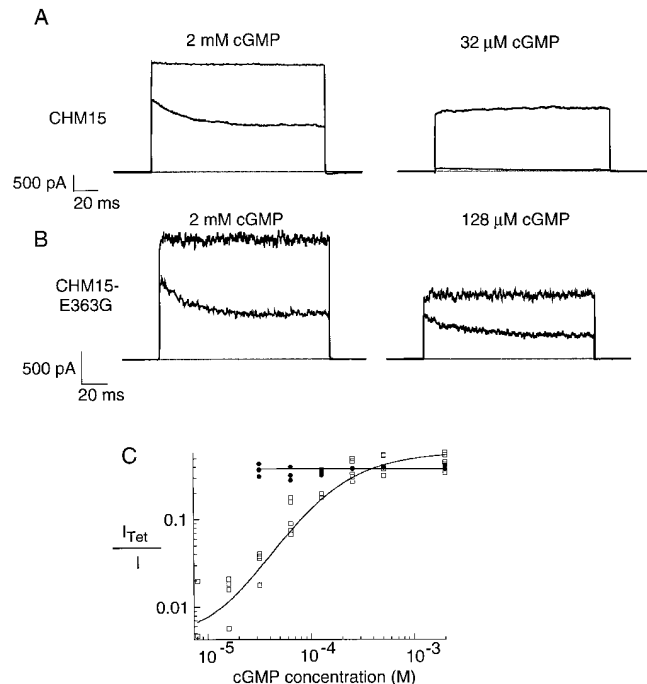 A
2 mM cGMP
32 μM cGMP
CHM15
500 pA
20 ms
B
2 mM cGMP
128 μM cGMP
CHM15-
E363G
500 pA
20 ms
C
I Tet
I
0.1
0.01
10⁻⁵
10⁻⁴
10⁻³
cGMP concentration (M)